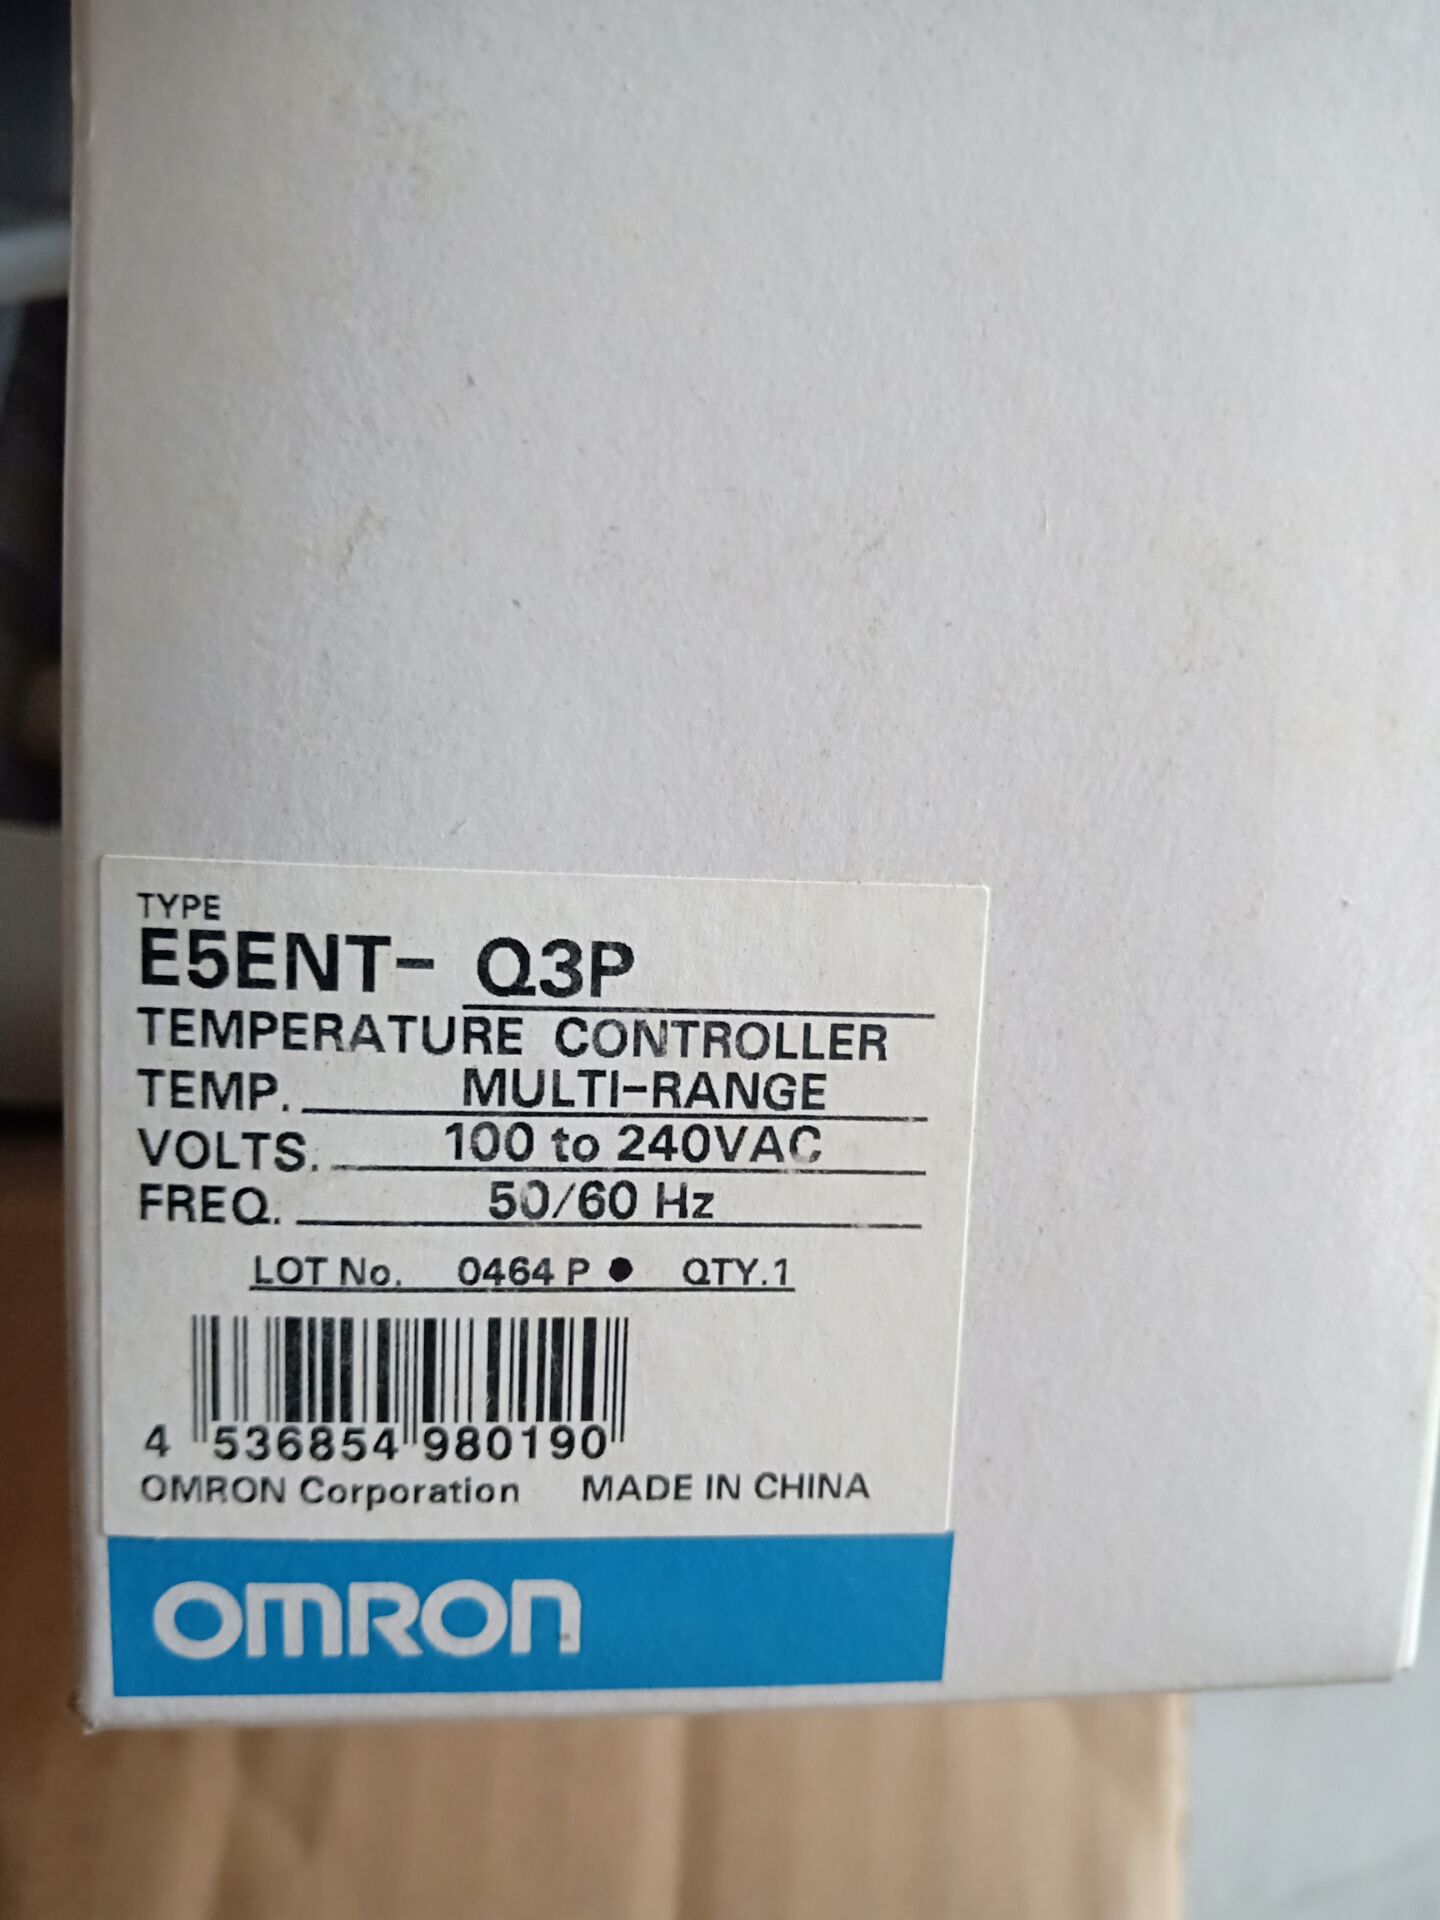 TYPE
E5ENT- Q3P
TEMPERATURE CONTROLLER
TEMP. MULTI-RANGE
VOLTS. 100 to 240VAC
FREQ. 50/60 Hz
LOT No. 0464 P ● QTY.1
4 536854 980190
OMRON Corporation MADE IN CHINA
OMRON